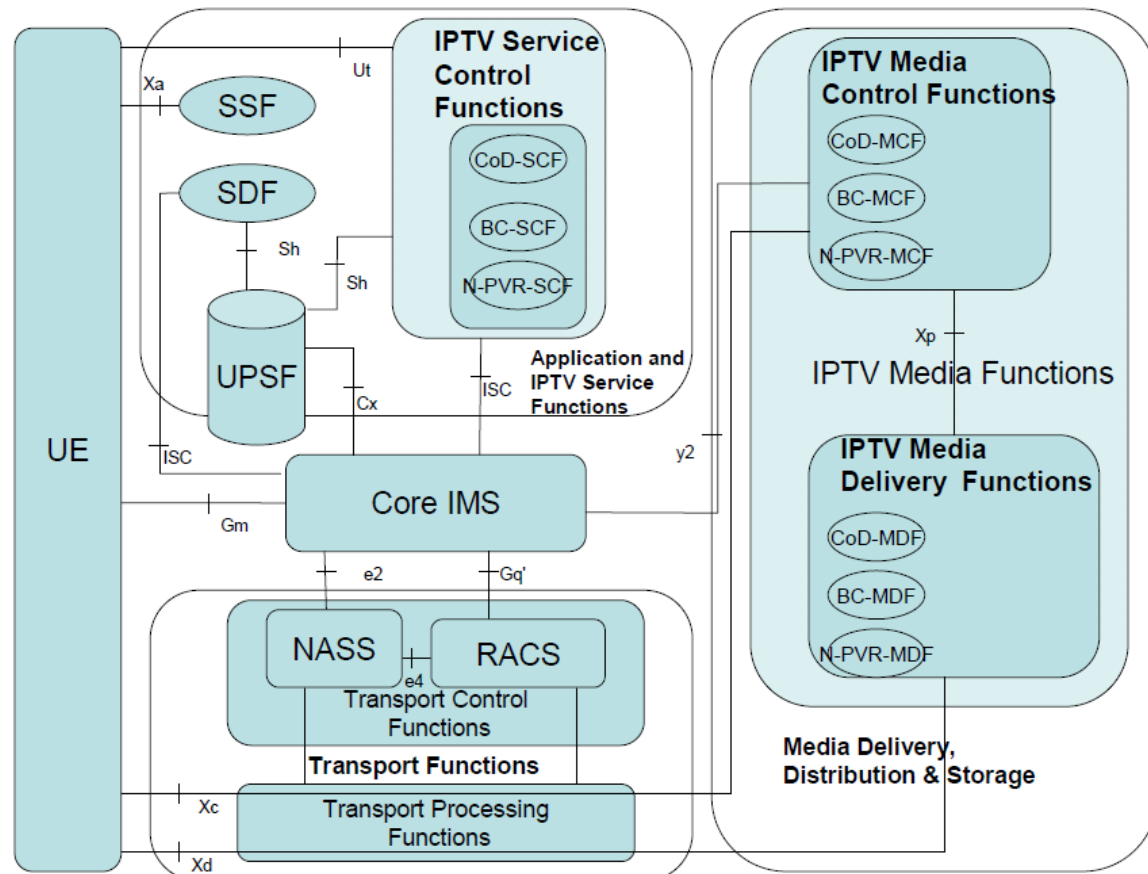 Ut
Xa
SSF
SDF
Sh
Sh
UPSF
Cx
ISC
IPTV Service
Control
Functions
CoD-SCF
BC-SCF
N-PVR-SCF
ISC
Application and
IPTV Service
Functions
UE
Gm
Core IMS
e2
Gq'
y2
NASS
RACS
e4
Transport Control
Functions
Transport Functions
Xc
Transport Processing
Functions
Xd
IPTV Media
Control Functions
CoD-MCF
BC-MCF
N-PVR-MCF
Xp
IPTV Media Functions
IPTV Media
Delivery Functions
CoD-MDF
BC-MDF
N-PVR-MDF
Media Delivery,
Distribution & Storage